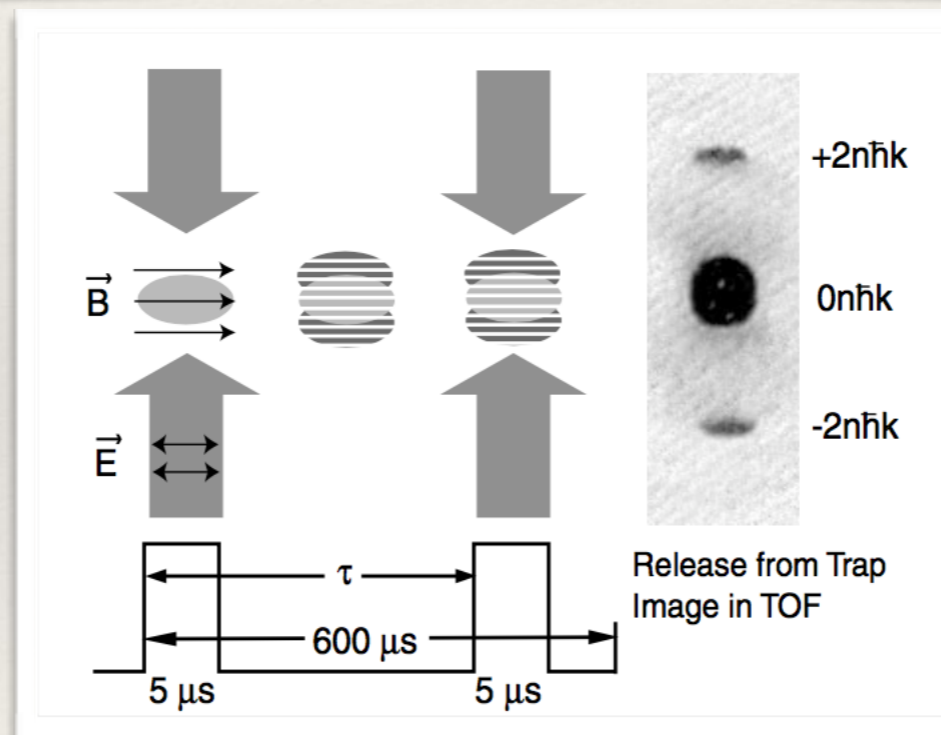 +2nħk
B
0nħk
-2nħk
E
τ
600 μs
5 μs
5 μs
Release from Trap
Image in TOF